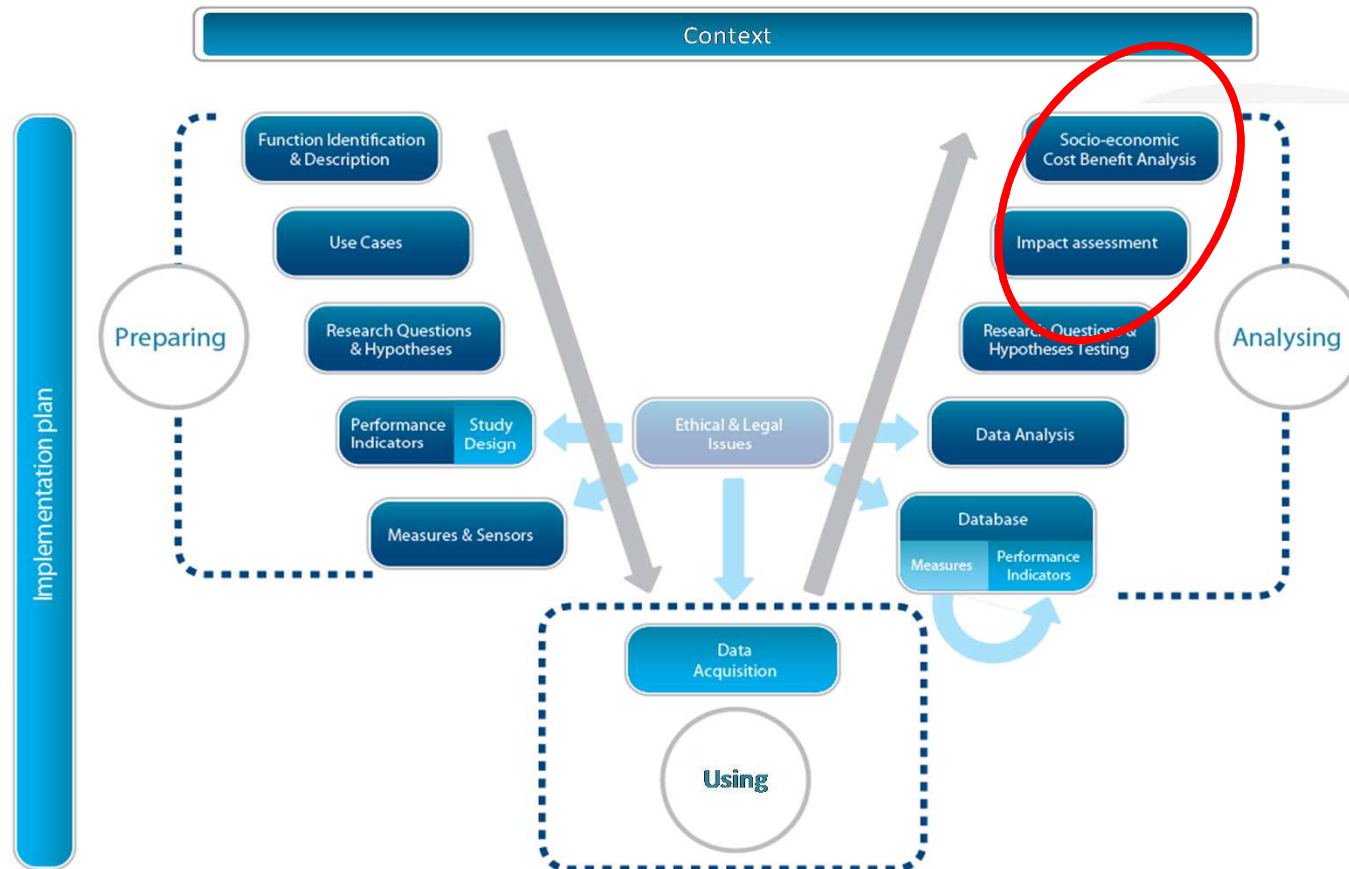 Context
Implementation plan
Preparing
Function Identification
& Description
Use Cases
Research Questions
& Hypotheses
Performance
Indicators
Study
Design
Measures & Sensors
Ethical & Legal
Issues
Data
Acquisition
Using
Socio-economic
Cost Benefit Analysis
Impact assessment
Research Questions &
Hypotheses Testing
Data Analysis
Database
Measures
Performance
Indicators
Analysing